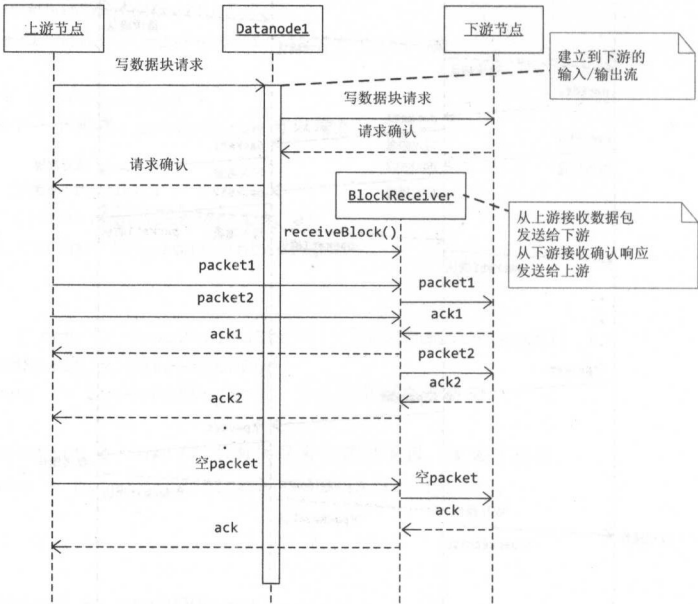 上游节点
Datanode1
下游节点
建立到下游的
输入/输出流
写数据块请求
写数据块请求
请求确认
请求确认
BlockReceiver
从上游接收数据包
发送给下游
从下游接收确认响应
发送给上游
receiveBlock()
packet1
packet1
packet2
ack1
ack1
packet2
ack2
ack2
空packet
空packet
ack
ack